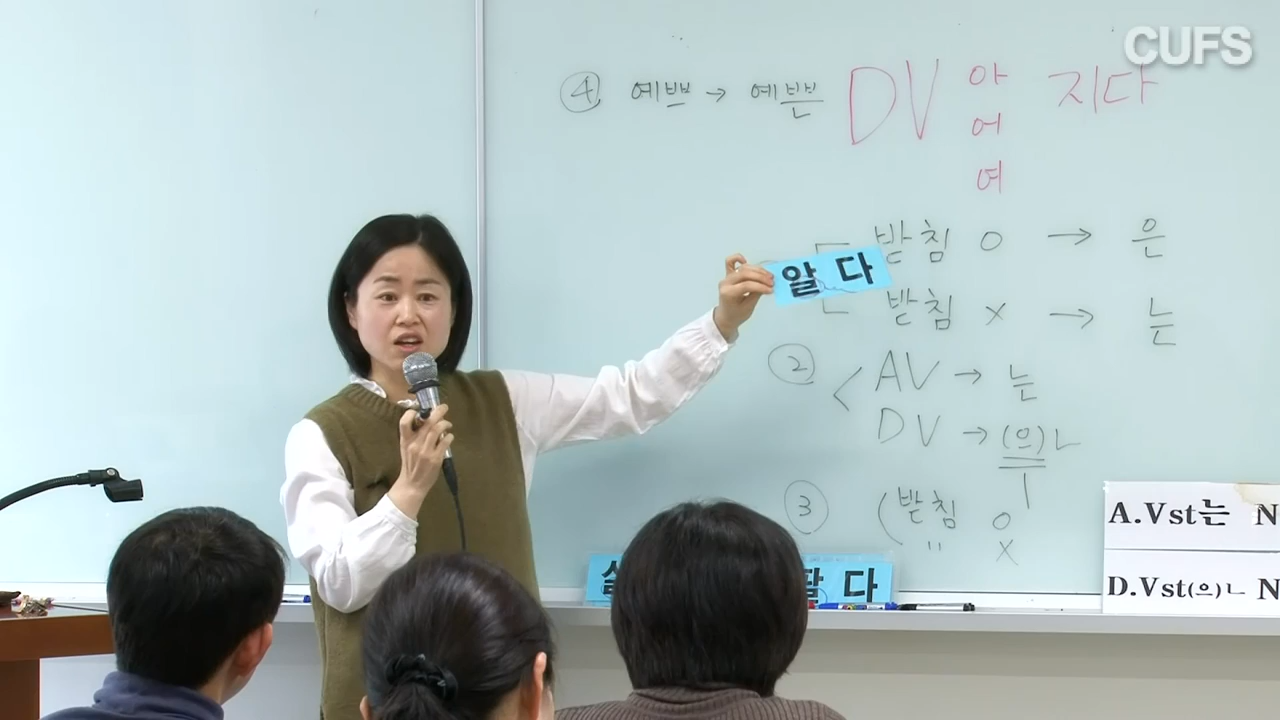 CUFS
④ 예쁘 → 예쁜 DV 아 지다
어
여
받침 O → 은
알다
받침 X → 는
② AV → 는
DV → (으)ㄴ
③ 받침 O
" X
A.Vst는 N
D.Vst(으)ㄴ N
다